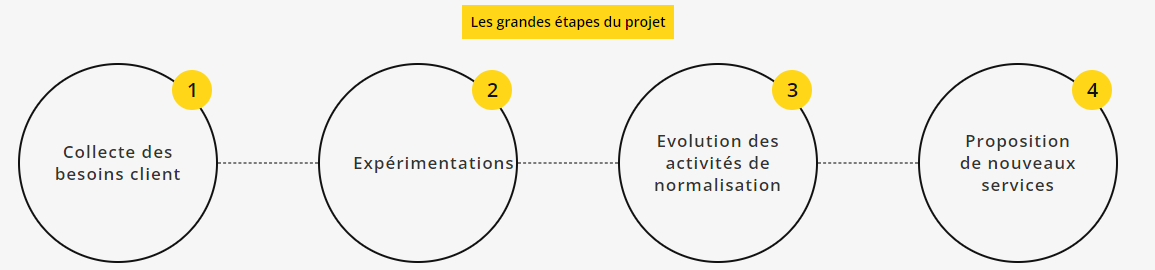 Les grandes étapes du projet
1
Collecte des
besoins client
2
Expérimentations
3
Evolution des
activités de
normalisation
4
Proposition
de nouveaux
services